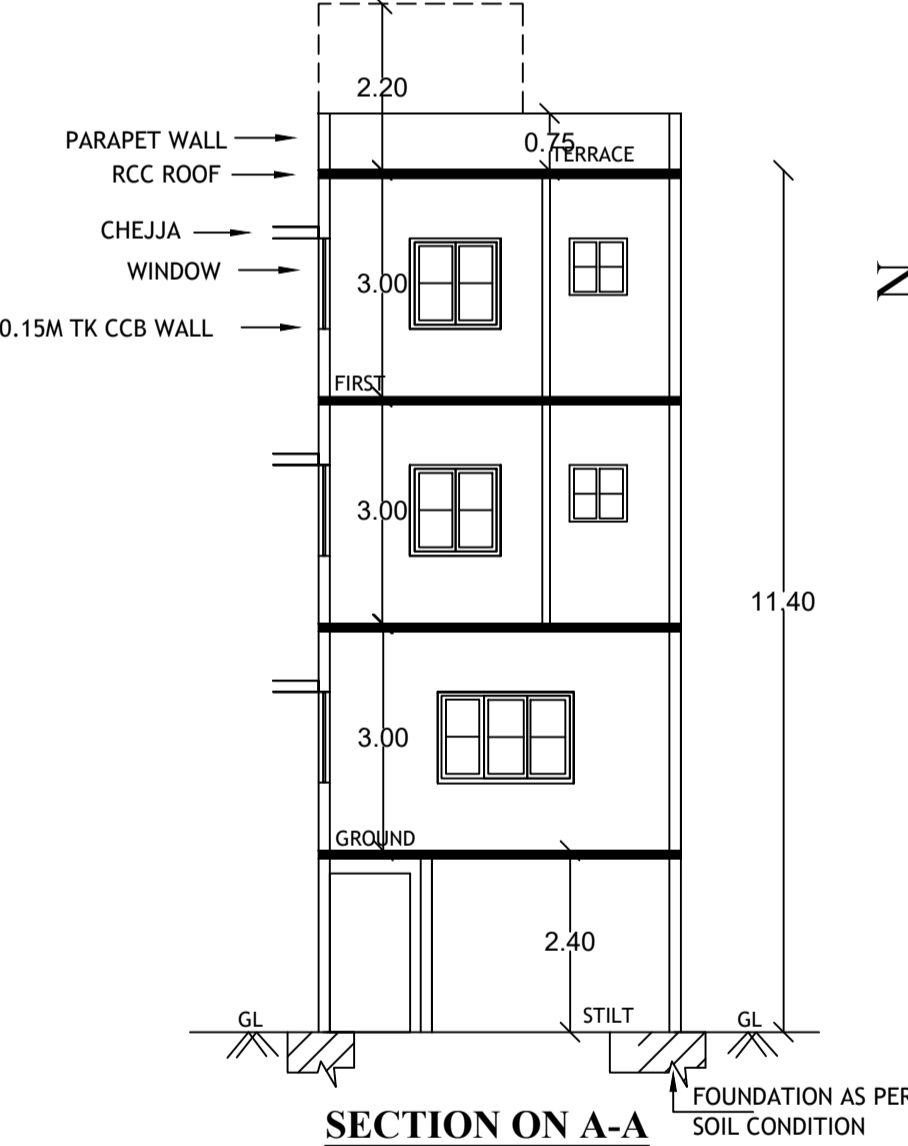 2.20
PARAPET WALL
0.75
TERRACE
RCC ROOF
CHEJJA
WINDOW
3.00
N
0.15M TK CCB WALL
FIRST
3.00
11.40
3.00
GROUND
2.40
GL
STILT
GL
FOUNDATION AS PER
SOIL CONDITION
SECTION ON A-A